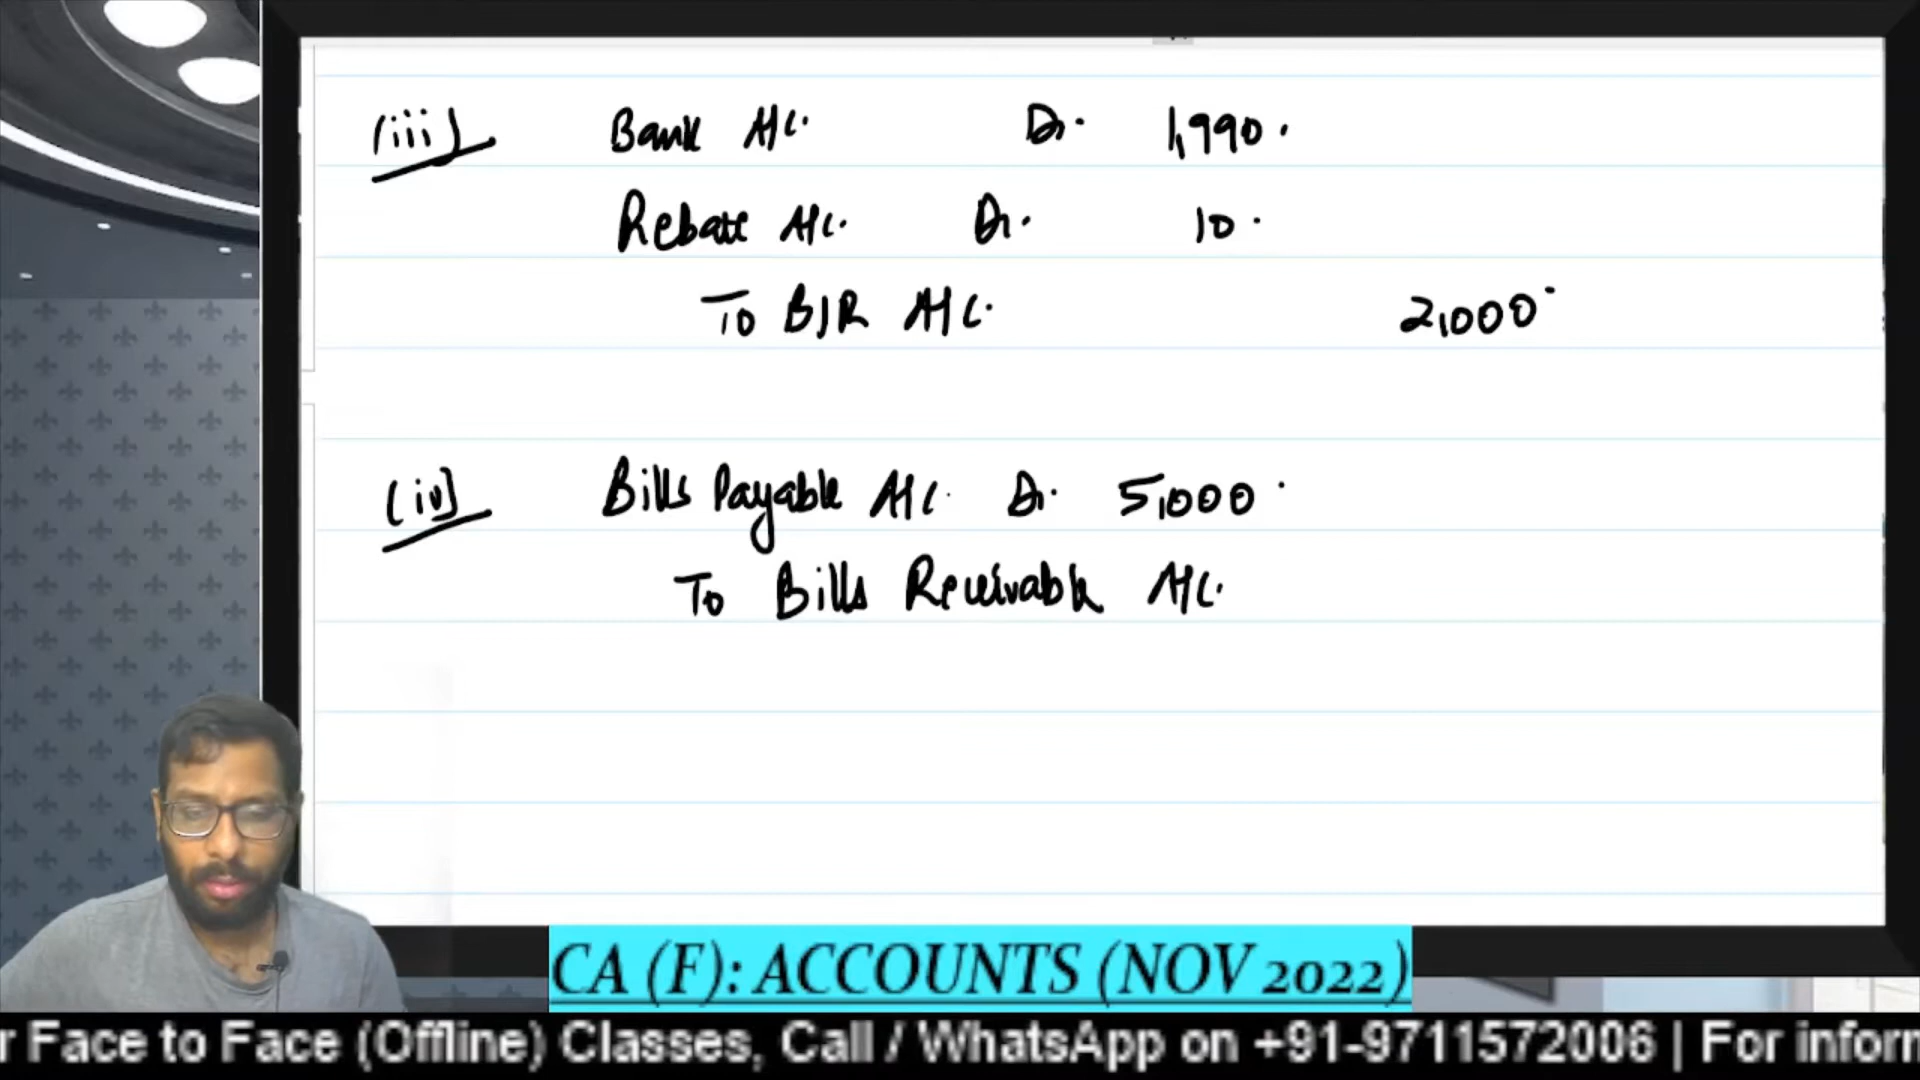 (iii) Bank A/c. Dr. 1,990.
Rebate A/c. Dr. 10.
To B/R A/c. 2,000
(iv) Bills Payable A/c. Dr. 5,000
To Bills Receivable A/c.
CA (F): ACCOUNTS (NOV 2022)
r Face to Face (Offline) Classes, Call / WhatsApp on +91-9711572006 | For inforn